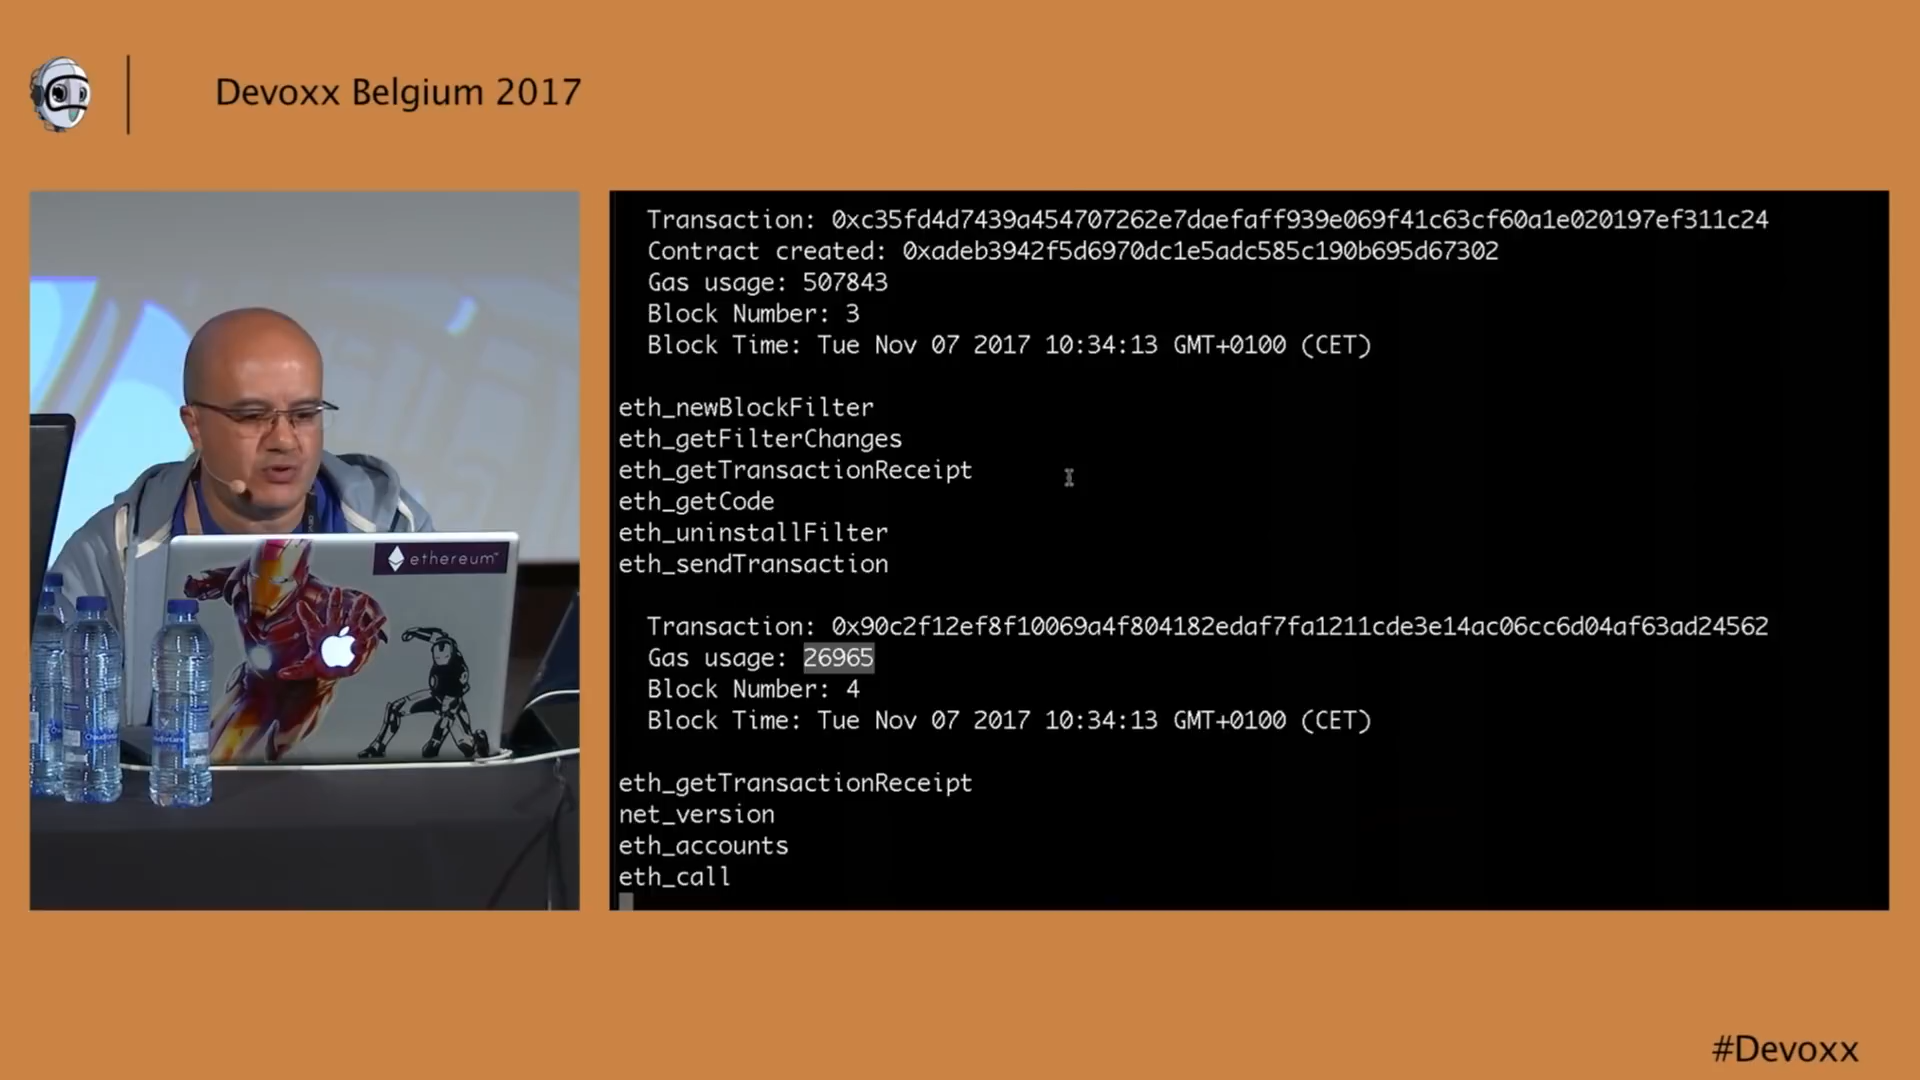 Devoxx Belgium 2017
Transaction: 0xc35fd4d7439a454707262e7daefaff939e069f41c63cf60a1e020197ef311c24
Contract created: 0xadeb3942f5d6970dc1e5adc585c190b695d67302
Gas usage: 507843
Block Number: 3
Block Time: Tue Nov 07 2017 10:34:13 GMT+0100 (CET)
eth_newBlockFilter
eth_getFilterChanges
eth_getTransactionReceipt
eth_getCode
eth_uninstallFilter
eth_sendTransaction
Transaction: 0x90c2f12ef8f10069a4f804182edaf7fa1211cde3e14ac06cc6d04af63ad24562
Gas usage: 26965
Block Number: 4
Block Time: Tue Nov 07 2017 10:34:13 GMT+0100 (CET)
eth_getTransactionReceipt
net_version
eth_accounts
eth_call
ethereum
#Devoxx